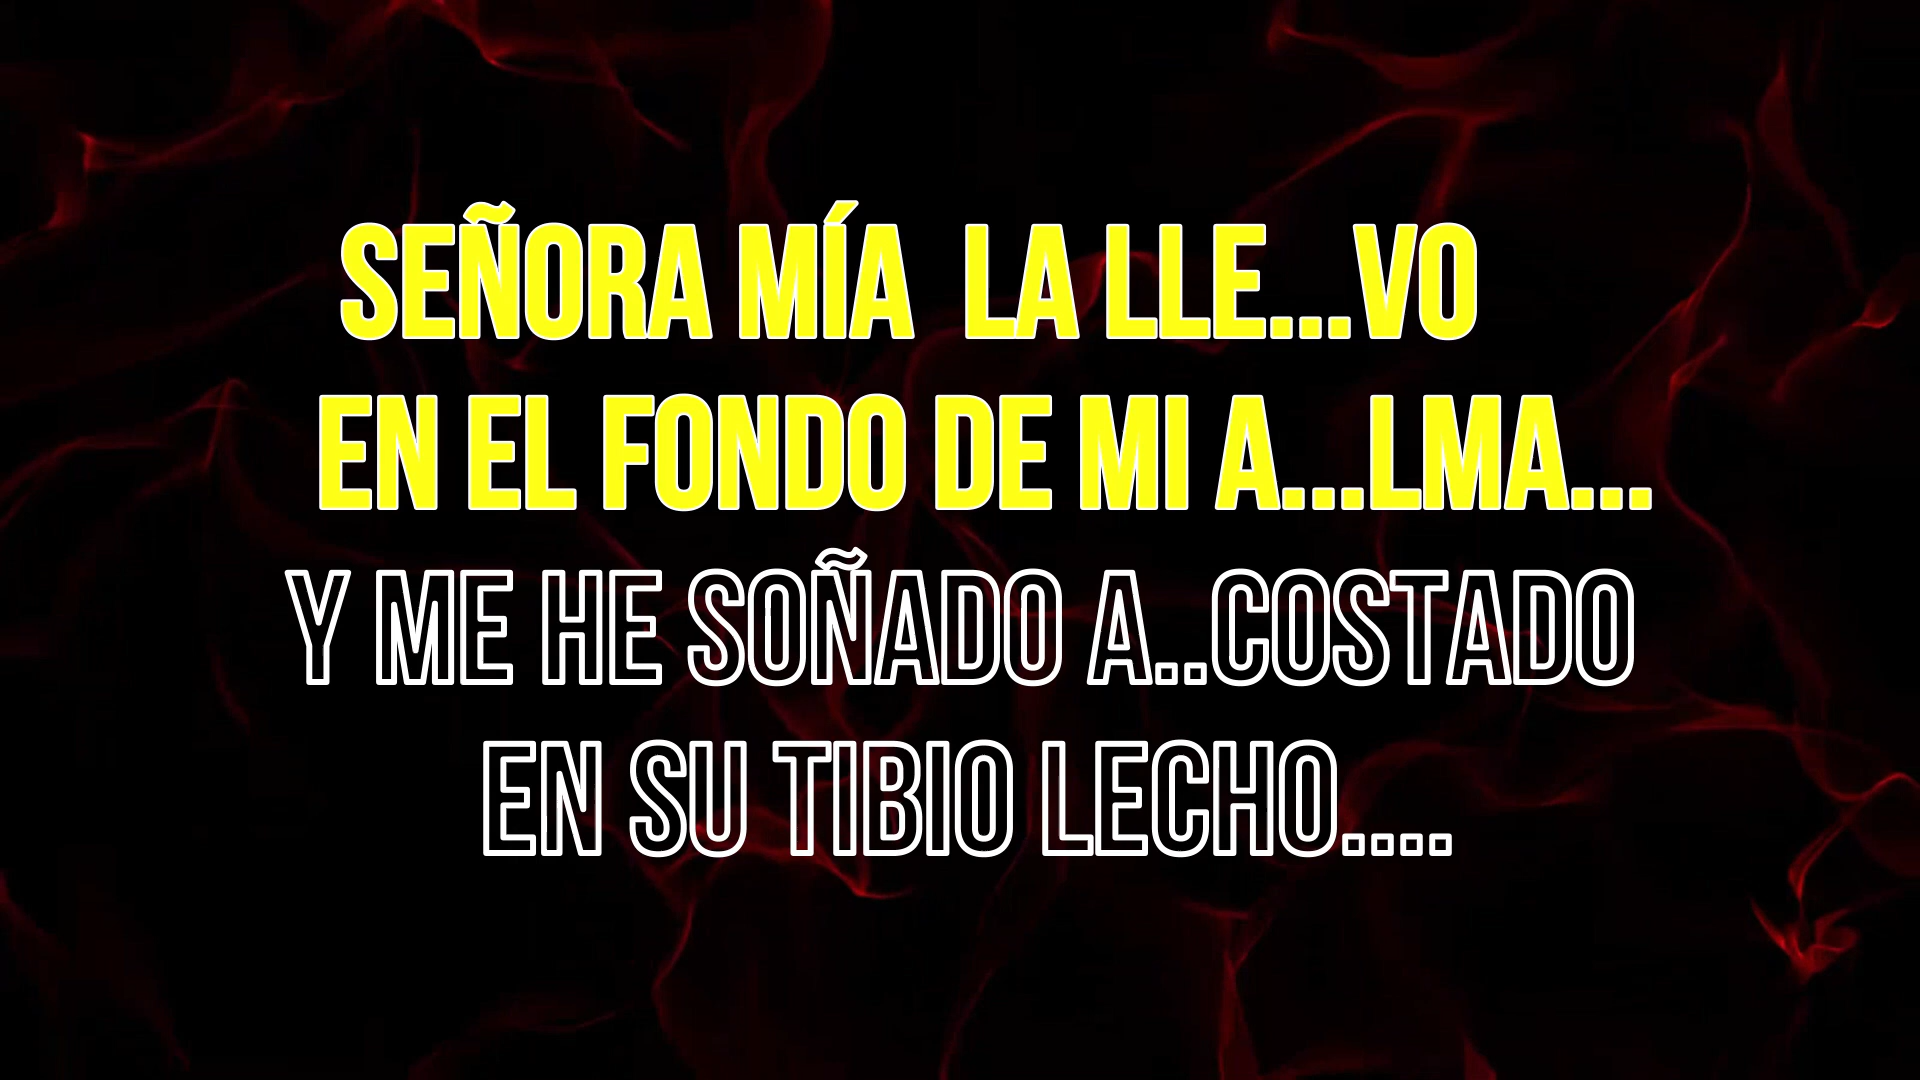 SEÑORA MÍA  LA LLE...VO
EN EL FONDO DE MI A...LMA...
Y ME HE SOÑADO A..COSTADO
EN SU TIBIO LECHO....